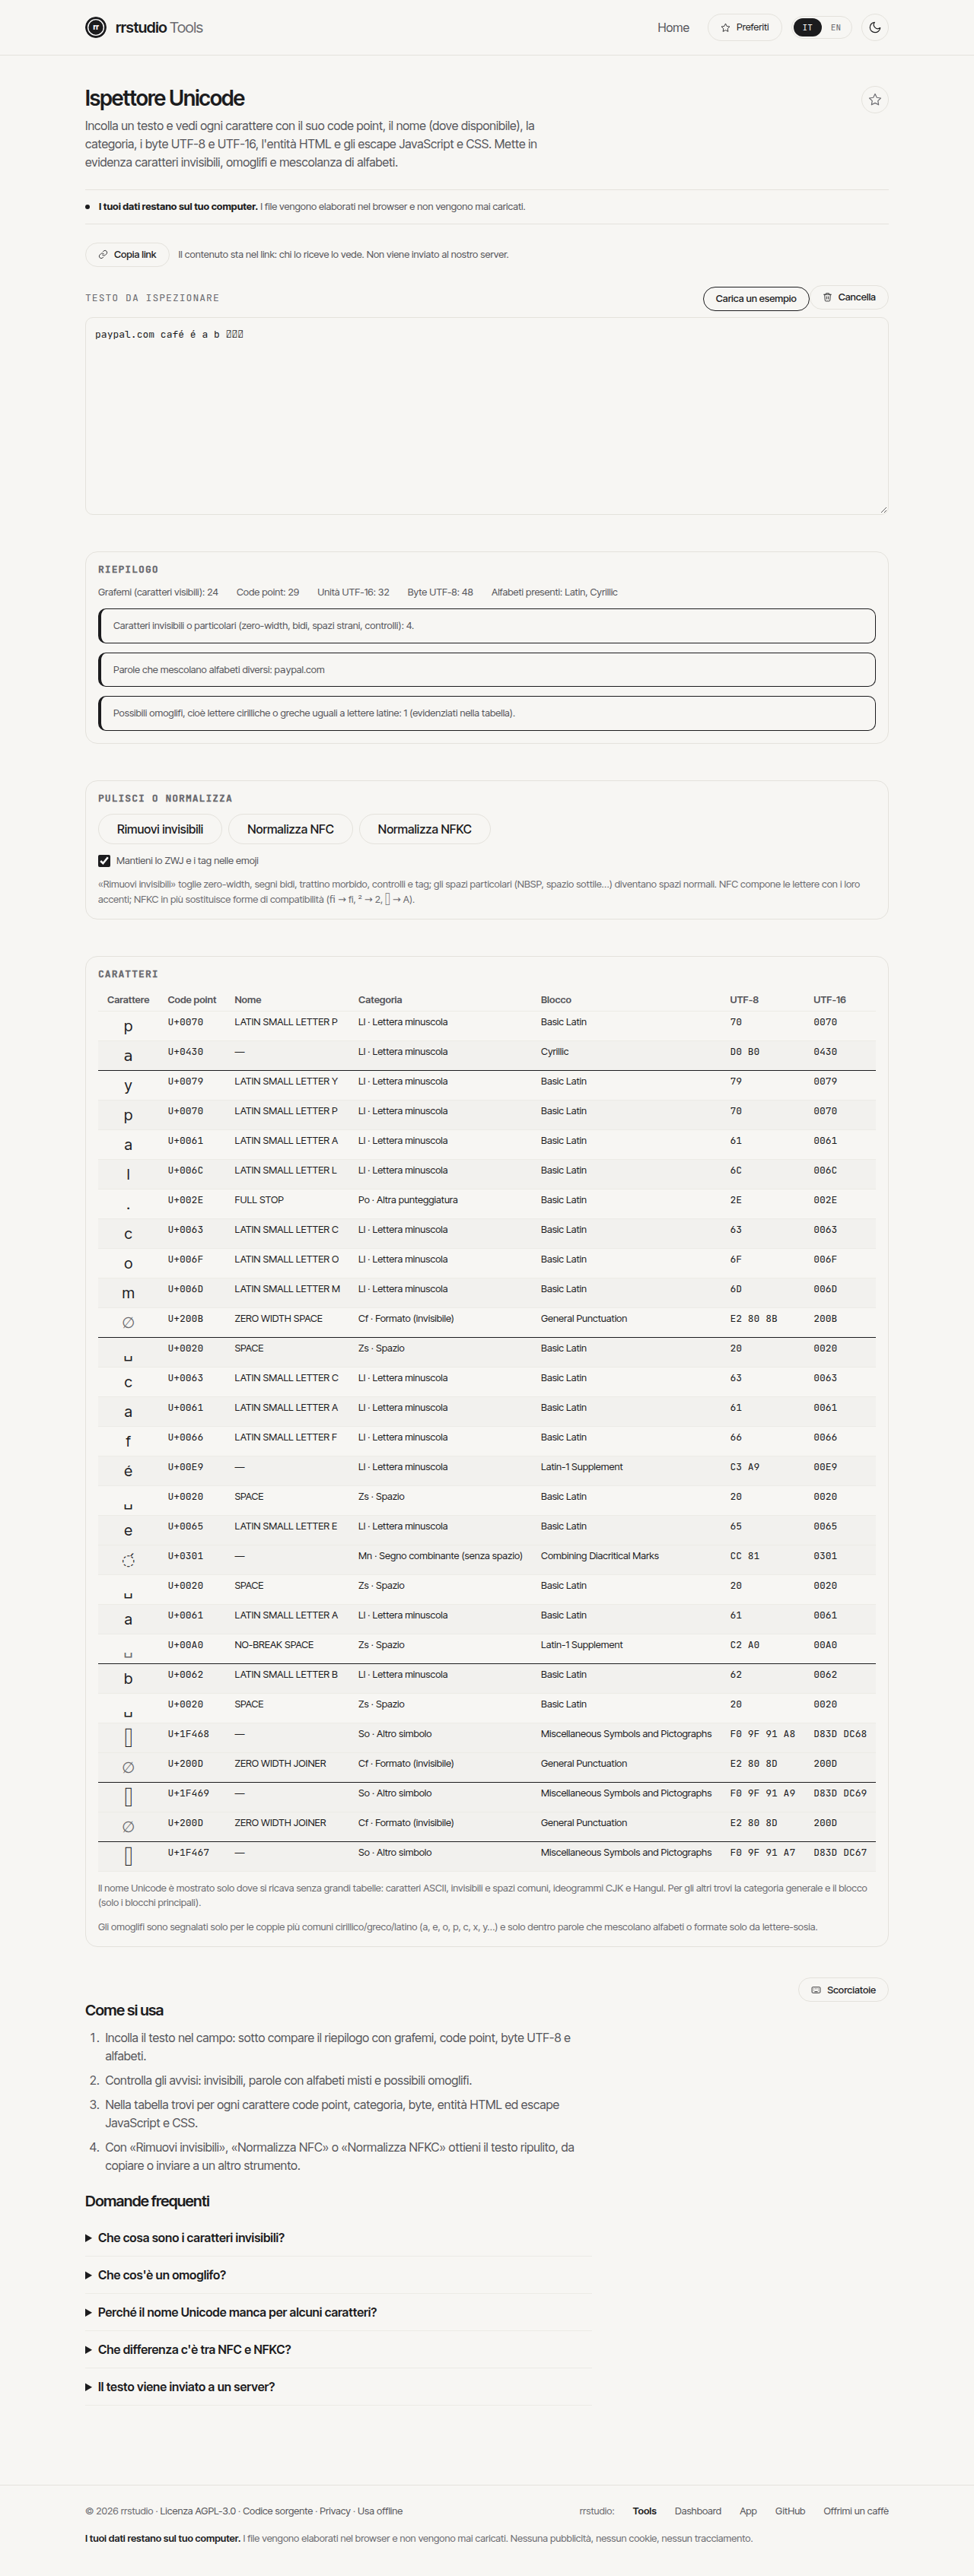 rr rrstudio Tools Home Preferiti IT EN
Ispettore Unicode
Incolla un testo e vedi ogni carattere con il suo code point, il nome (dove disponibile), la
categoria, i byte UTF-8 e UTF-16, l'entità HTML e gli escape JavaScript e CSS. Mette in
evidenza caratteri invisibili, omoglifi e mescolanza di alfabeti.
I tuoi dati restano sul tuo computer. I file vengono elaborati nel browser e non vengono mai caricati.
Copia link Il contenuto sta nel link: chi lo riceve lo vede. Non viene inviato al nostro server.
TESTO DA ISPEZIONARE Carica un esempio Cancella
paypal.com café é a b
RIEPILOGO
Grafemi (caratteri visibili): 24 Code point: 29 Unità UTF-16: 32 Byte UTF-8: 48 Alfabeti presenti: Latin, Cyrillic
Caratteri invisibili o particolari (zero-width, bidi, spazi strani, controlli): 4.
Parole che mescolano alfabeti diversi: paypal.com
Possibili omoglifi, cioè lettere cirilliche o greche uguali a lettere latine: 1 (evidenziati nella tabella).
PULISCI O NORMALIZZA
Rimuovi invisibili Normalizza NFC Normalizza NFKC
Mantieni lo ZWJ e i tag nelle emoji
«Rimuovi invisibili» toglie zero-width, segni bidi, trattino morbido, controlli e tag; gli spazi particolari (NBSP, spazio sottile…) diventano spazi normali. NFC compone le lettere con i loro
accenti; NFKC in più sostituisce forme di compatibilità (ﬁ → fi, ² → 2, → A).
CARATTERI
Carattere Code point Nome Categoria Blocco UTF-8 UTF-16
p U+0070 LATIN SMALL LETTER P Ll · Lettera minuscola Basic Latin 70 0070
а U+0430 — Ll · Lettera minuscola Cyrillic D0 B0 0430
y U+0079 LATIN SMALL LETTER Y Ll · Lettera minuscola Basic Latin 79 0079
p U+0070 LATIN SMALL LETTER P Ll · Lettera minuscola Basic Latin 70 0070
a U+0061 LATIN SMALL LETTER A Ll · Lettera minuscola Basic Latin 61 0061
l U+006C LATIN SMALL LETTER L Ll · Lettera minuscola Basic Latin 6C 006C
. U+002E FULL STOP Po · Altra punteggiatura Basic Latin 2E 002E
c U+0063 LATIN SMALL LETTER C Ll · Lettera minuscola Basic Latin 63 0063
o U+006F LATIN SMALL LETTER O Ll · Lettera minuscola Basic Latin 6F 006F
m U+006D LATIN SMALL LETTER M Ll · Lettera minuscola Basic Latin 6D 006D
∅ U+200B ZERO WIDTH SPACE Cf · Formato (invisibile) General Punctuation E2 80 8B 200B
␣ U+0020 SPACE Zs · Spazio Basic Latin 20 0020
c U+0063 LATIN SMALL LETTER C Ll · Lettera minuscola Basic Latin 63 0063
a U+0061 LATIN SMALL LETTER A Ll · Lettera minuscola Basic Latin 61 0061
f U+0066 LATIN SMALL LETTER F Ll · Lettera minuscola Basic Latin 66 0066
é U+00E9 — Ll · Lettera minuscola Latin-1 Supplement C3 A9 00E9
␣ U+0020 SPACE Zs · Spazio Basic Latin 20 0020
e U+0065 LATIN SMALL LETTER E Ll · Lettera minuscola Basic Latin 65 0065
◌́ U+0301 — Mn · Segno combinante (senza spazio) Combining Diacritical Marks CC 81 0301
␣ U+0020 SPACE Zs · Spazio Basic Latin 20 0020
a U+0061 LATIN SMALL LETTER A Ll · Lettera minuscola Basic Latin 61 0061
␣ U+00A0 NO-BREAK SPACE Zs · Spazio Latin-1 Supplement C2 A0 00A0
b U+0062 LATIN SMALL LETTER B Ll · Lettera minuscola Basic Latin 62 0062
␣ U+0020 SPACE Zs · Spazio Basic Latin 20 0020
U+1F468 — So · Altro simbolo Miscellaneous Symbols and Pictographs F0 9F 91 A8 D83D DC68
∅ U+200D ZERO WIDTH JOINER Cf · Formato (invisibile) General Punctuation E2 80 8D 200D
U+1F469 — So · Altro simbolo Miscellaneous Symbols and Pictographs F0 9F 91 A9 D83D DC69
∅ U+200D ZERO WIDTH JOINER Cf · Formato (invisibile) General Punctuation E2 80 8D 200D
U+1F467 — So · Altro simbolo Miscellaneous Symbols and Pictographs F0 9F 91 A7 D83D DC67
Il nome Unicode è mostrato solo dove si ricava senza grandi tabelle: caratteri ASCII, invisibili e spazi comuni, ideogrammi CJK e Hangul. Per gli altri trovi la categoria generale e il blocco
(solo i blocchi principali).
Gli omoglifi sono segnalati solo per le coppie più comuni cirillico/greco/latino (a, e, o, p, c, x, y…) e solo dentro parole che mescolano alfabeti o formate solo da lettere-sosia.
Scorciatoie
Come si usa
1. Incolla il testo nel campo: sotto compare il riepilogo con grafemi, code point, byte UTF-8 e
alfabeti.
2. Controlla gli avvisi: invisibili, parole con alfabeti misti e possibili omoglifi.
3. Nella tabella trovi per ogni carattere code point, categoria, byte, entità HTML ed escape
JavaScript e CSS.
4. Con «Rimuovi invisibili», «Normalizza NFC» o «Normalizza NFKC» ottieni il testo ripulito, da
copiare o inviare a un altro strumento.
Domande frequenti
Che cosa sono i caratteri invisibili?
Che cos'è un omoglifo?
Perché il nome Unicode manca per alcuni caratteri?
Che differenza c'è tra NFC e NFKC?
Il testo viene inviato a un server?
© 2026 rrstudio · Licenza AGPL-3.0 · Codice sorgente · Privacy · Usa offline rrstudio: Tools Dashboard App GitHub Offrimi un caffè
I tuoi dati restano sul tuo computer. I file vengono elaborati nel browser e non vengono mai caricati. Nessuna pubblicità, nessun cookie, nessun tracciamento.